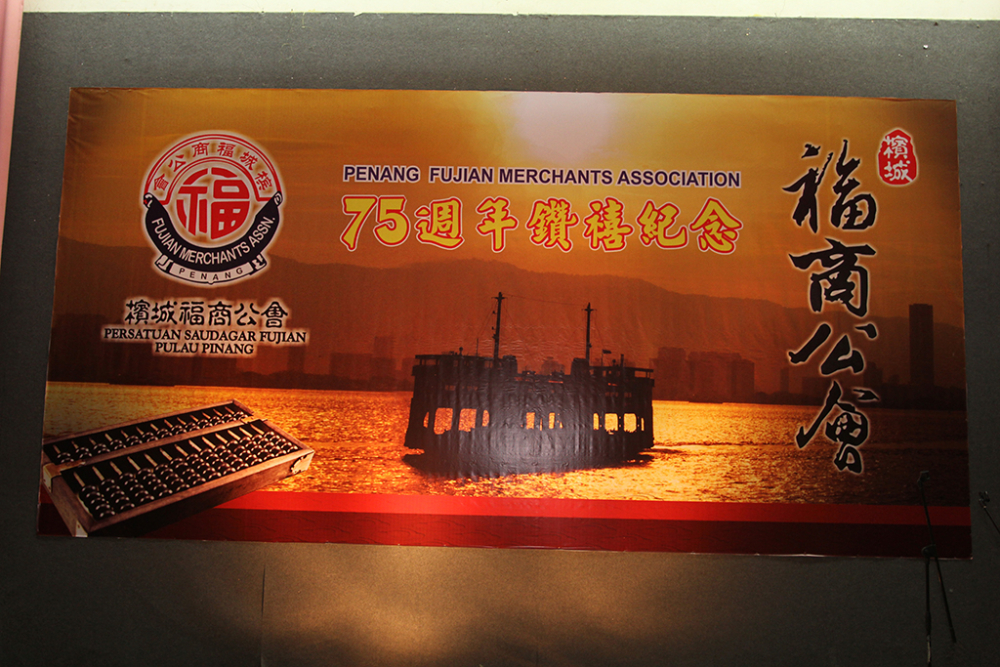 槟城福商公會
福
FUJIAN MERCHANTS ASSN.
PENANG
檳城福商公會
PERSATUAN SAUDAGAR FUJIAN
PULAU PINANG
PENANG FUJIAN MERCHANTS ASSOCIATION
75週年鑽禧紀念
檳城
福商公會